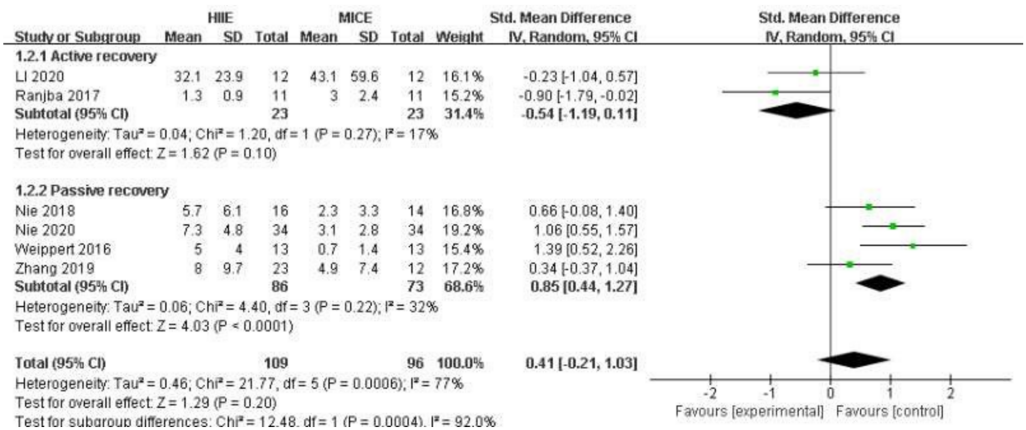 HIIE MICE Std. Mean Difference Std. Mean Difference
Study or Subgroup Mean SD Total Mean SD Total Weight IV, Random, 95% CI IV, Random, 95% CI
1.2.1 Active recovery
LI 2020 32.1 23.9 12 43.1 59.6 12 16.1% -0.23 [-1.04, 0.57]
Ranjba 2017 1.3 0.9 11 3 2.4 11 15.2% -0.90 [-1.79, -0.02]
Subtotal (95% CI) 23 23 31.4% -0.54 [-1.19, 0.11]
Heterogeneity: Tau² = 0.04; Chi² = 1.20, df = 1 (P = 0.27); I² = 17%
Test for overall effect: Z = 1.62 (P = 0.10)
1.2.2 Passive recovery
Nie 2018 5.7 6.1 16 2.3 3.3 14 16.8% 0.66 [-0.08, 1.40]
Nie 2020 7.3 4.8 34 3.1 2.8 34 19.2% 1.06 [0.55, 1.57]
Weippert 2016 5 4 13 0.7 1.4 13 15.4% 1.39 [0.52, 2.26]
Zhang 2019 8 9.7 23 4.9 7.4 12 17.2% 0.34 [-0.37, 1.04]
Subtotal (95% CI) 86 73 68.6% 0.85 [0.44, 1.27]
Heterogeneity: Tau² = 0.06; Chi² = 4.40, df = 3 (P = 0.22); I² = 32%
Test for overall effect: Z = 4.03 (P < 0.0001)
Total (95% CI) 109 96 100.0% 0.41 [-0.21, 1.03]
Heterogeneity: Tau² = 0.46; Chi² = 21.77, df = 5 (P = 0.0006); I² = 77%
Test for overall effect: Z = 1.29 (P = 0.20)
Test for subgroup differences: Chi² = 12.48, df = 1 (P = 0.0004), I² = 92.0%
-2 -1 0 1 2
Favours [experimental] Favours [control]